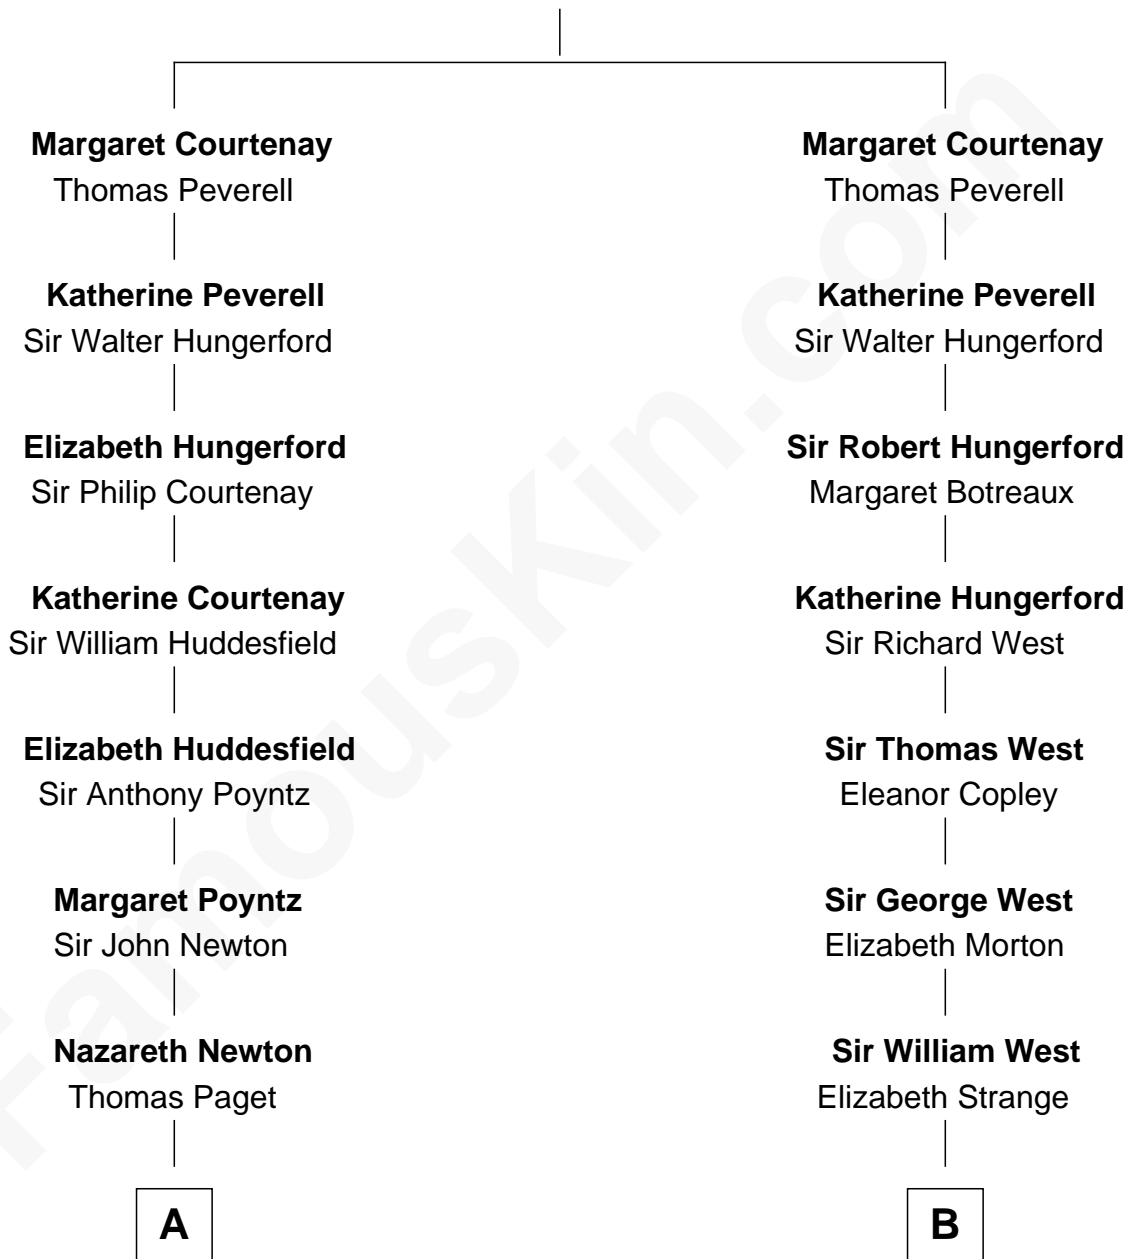 Margaret Courtenay
Thomas Peverell
Katherine Peverell
Sir Walter Hungerford
Elizabeth Hungerford
Sir Philip Courtenay
Katherine Courtenay
Sir William Huddesfield
Elizabeth Huddesfield
Sir Anthony Poyntz
Margaret Poyntz
Sir John Newton
Nazareth Newton
Thomas Paget
A
Margaret Courtenay
Thomas Peverell
Katherine Peverell
Sir Walter Hungerford
Sir Robert Hungerford
Margaret Botreaux
Katherine Hungerford
Sir Richard West
Sir Thomas West
Eleanor Copley
Sir George West
Elizabeth Morton
Sir William West
Elizabeth Strange
B
FamousKin.com